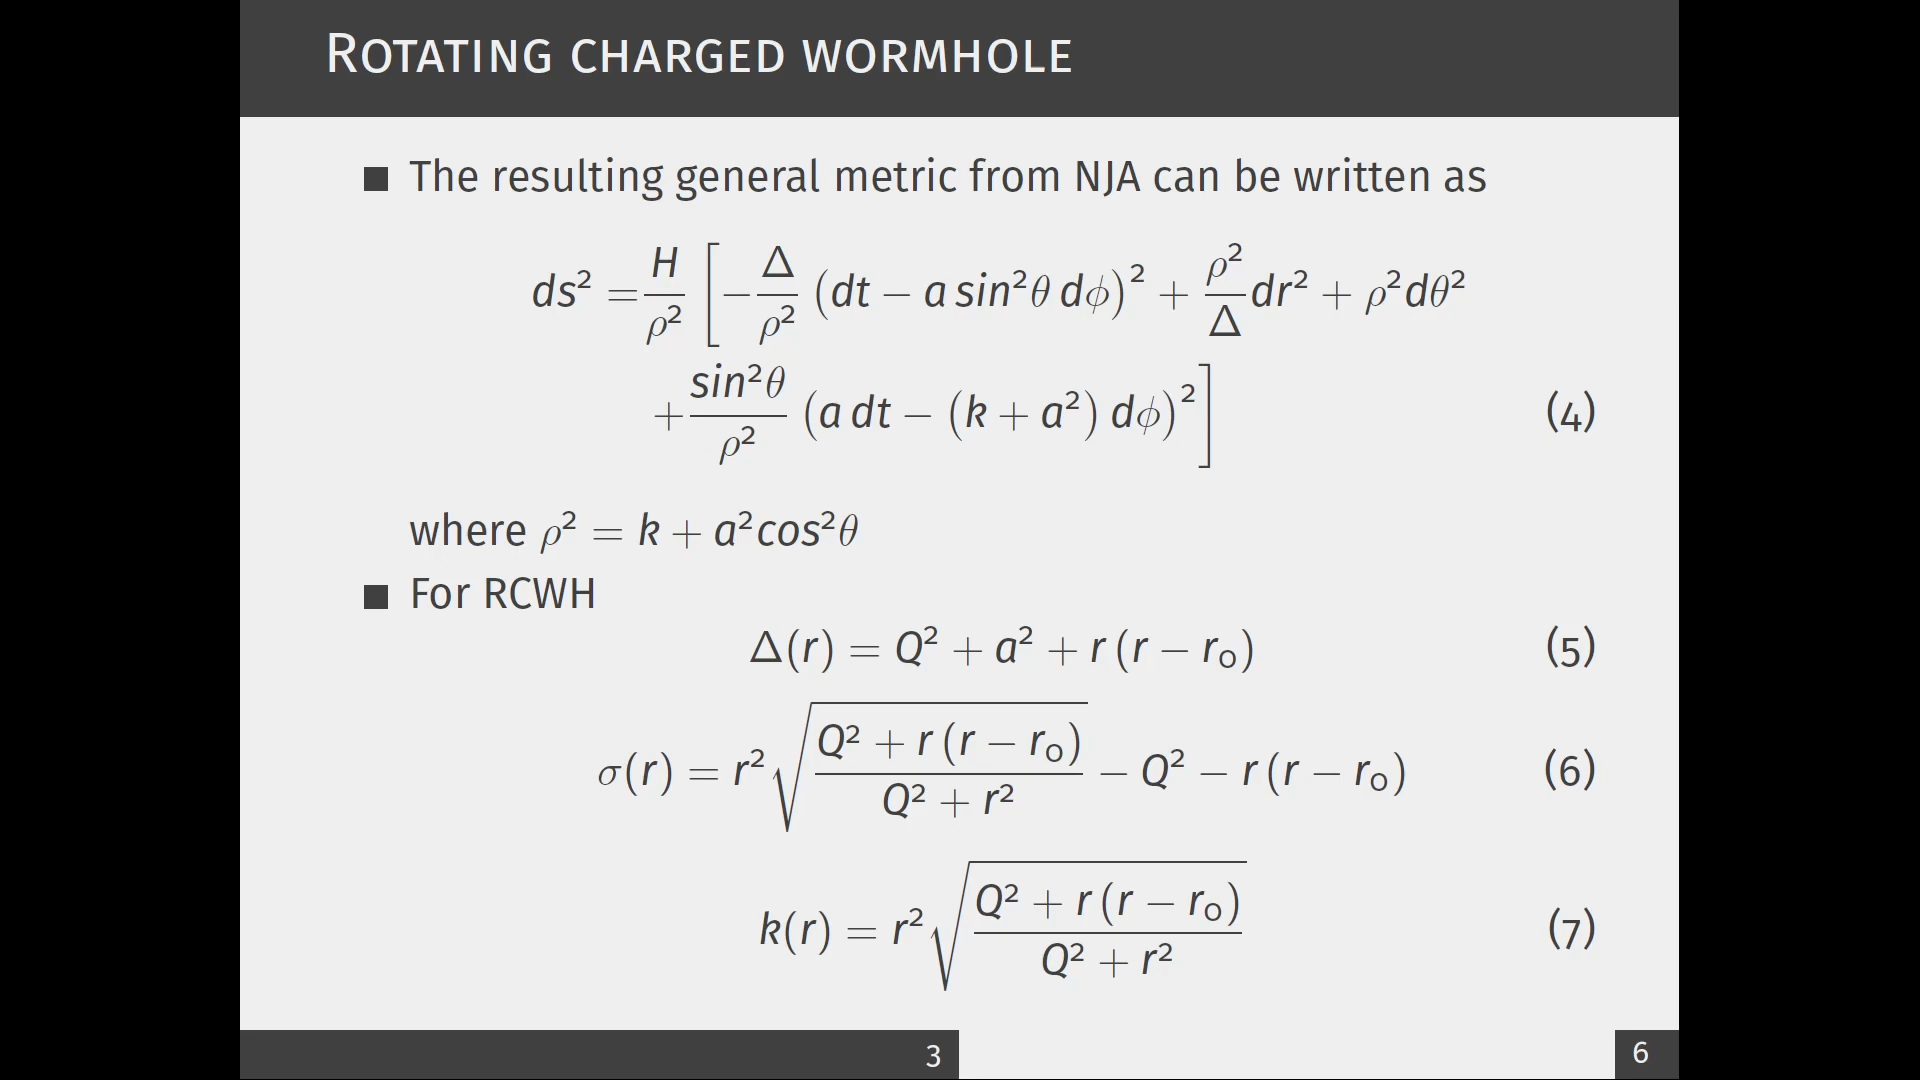 ROTATING CHARGED WORMHOLE
■ The resulting general metric from NJA can be written as
ds² = H/ρ² [ −Δ/ρ² (dt − a sin²θ dϕ)² + ρ²/Δ dr² + ρ²dθ²
+ sin²θ/ρ² (a dt − (k + a²) dϕ)² ] (4)
where ρ² = k + a²cos²θ
■ For RCWH
Δ(r) = Q² + a² + r (r − r₀) (5)
σ(r) = r² √((Q² + r (r − r₀))/(Q² + r²)) − Q² − r (r − r₀) (6)
k(r) = r² √((Q² + r (r − r₀))/(Q² + r²)) (7)
3 6